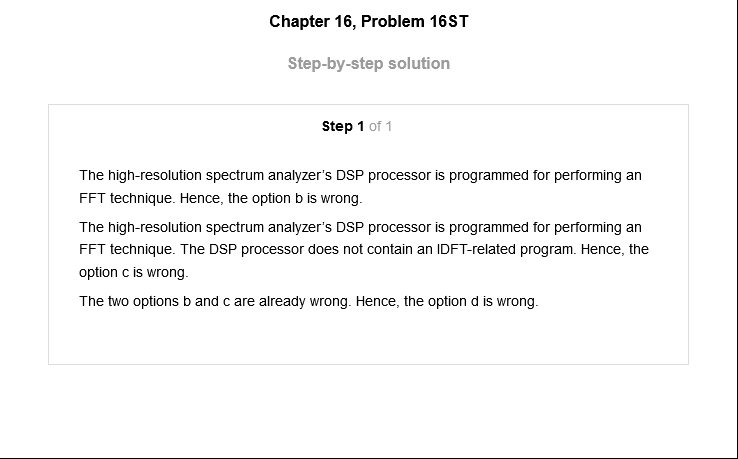 Chapter 16, Problem 16ST
Step-by-step solution
Step 1 of 1
The high-resolution spectrum analyzer’s DSP processor is programmed for performing an
FFT technique. Hence, the option b is wrong.
The high-resolution spectrum analyzer’s DSP processor is programmed for performing an
FFT technique. The DSP processor does not contain an IDFT-related program. Hence, the
option c is wrong.
The two options b and c are already wrong. Hence, the option d is wrong.